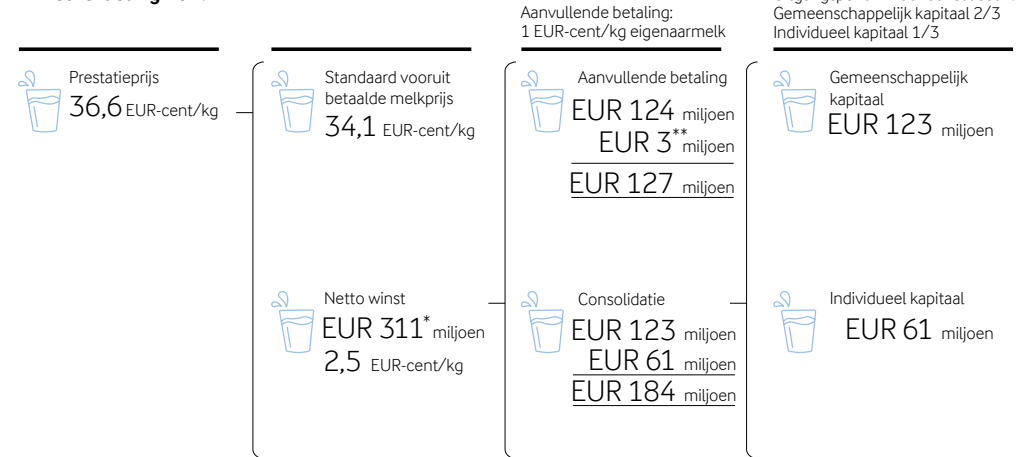 Aanvullende betaling:
1 EUR-cent/kg eigenaarmelk
Gemeenschappelijk kapitaal 2/3
Individueel kapitaal 1/3
Prestatieprijs
36,6 EUR-cent/kg
Standaard vooruit
betaalde melkprijs
34,1 EUR-cent/kg
Aanvullende betaling
EUR 124 miljoen
EUR 3** miljoen
EUR 127 miljoen
Gemeenschappelijk
kapitaal
EUR 123 miljoen
Netto winst
EUR 311* miljoen
2,5 EUR-cent/kg
Consolidatie
EUR 123 miljoen
EUR 61 miljoen
EUR 184 miljoen
Individueel kapitaal
EUR 61 miljoen